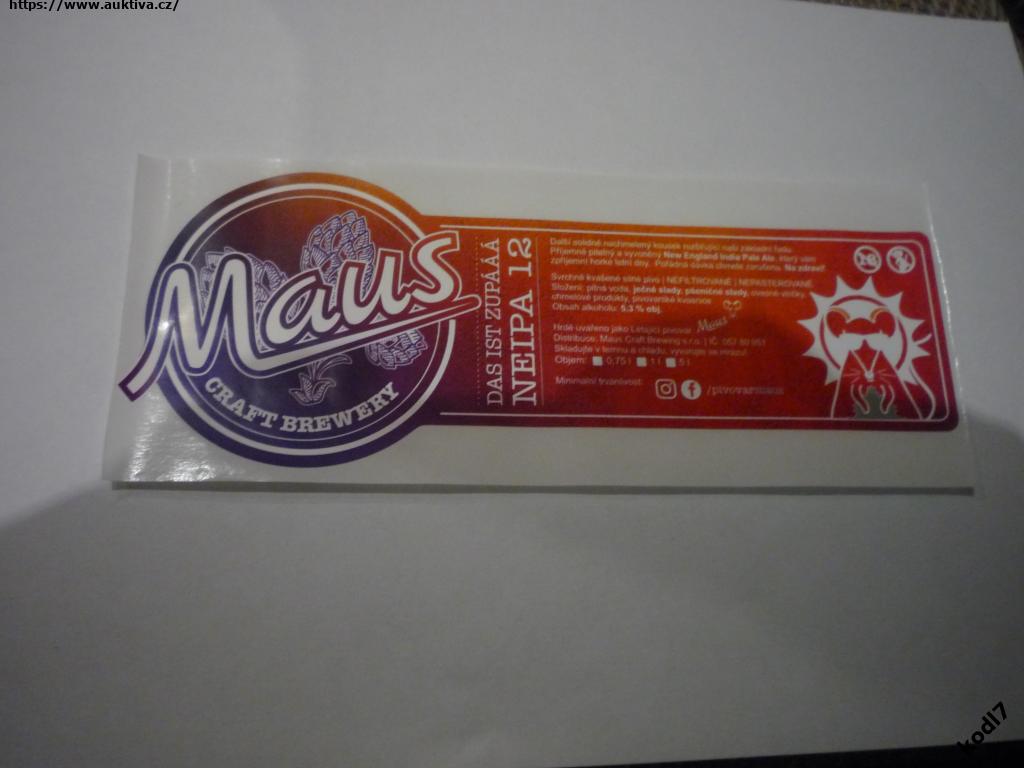 https://www.auktiva.cz/
Maus
CRAFT BREWERY
DAS IST ZUPÁÁÁ
NEIPA 12
Další solidně nachmelený kousek rozšiřující naši základní řadu.
Příjemně pitelný a vyvoněný New England India Pale Ale, který vám
zpříjemní horké letní dny. Pořádná dávka chmele zaručena. Na zdraví!
Svrchně kvašené silné pivo | NEFILTROVANÉ | NEPASTEROVANÉ
Složení: pitná voda, ječné slady, pšeničné slady, ovesné vločky,
chmelové produkty, pivovarské kvasnice
Obsah alkoholu: 5.3 % obj.
Maus
Hrdě uvařeno jako Létající pivovar
Distribuce: Maus Craft Brewing s.r.o. | IČ:
Skladujte v temnu a chladu, vyvarujte se mrazu!
Objem: 0,75 l 1 l 5 l
Minimální trvanlivost:
/pivovarmaus
kodl7